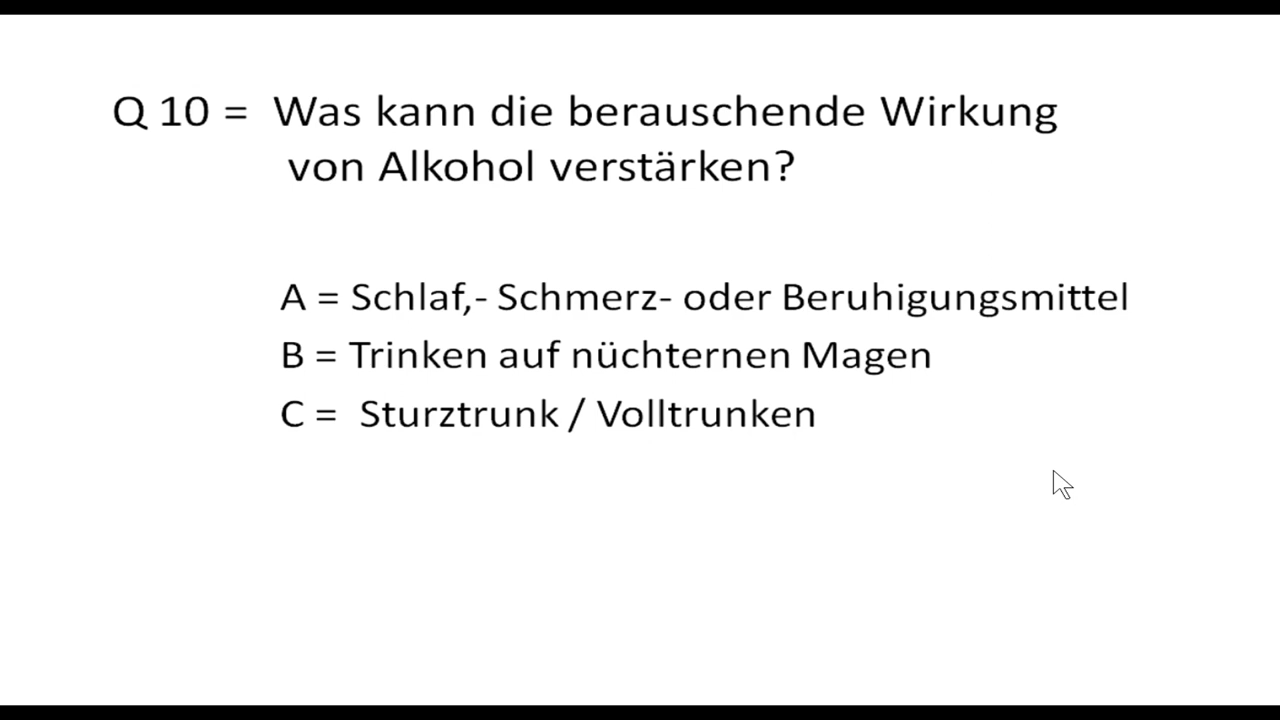 Q 10 = Was kann die berauschende Wirkung
von Alkohol verstärken?
A = Schlaf,- Schmerz- oder Beruhigungsmittel
B = Trinken auf nüchternen Magen
C = Sturztrunk / Volltrunken